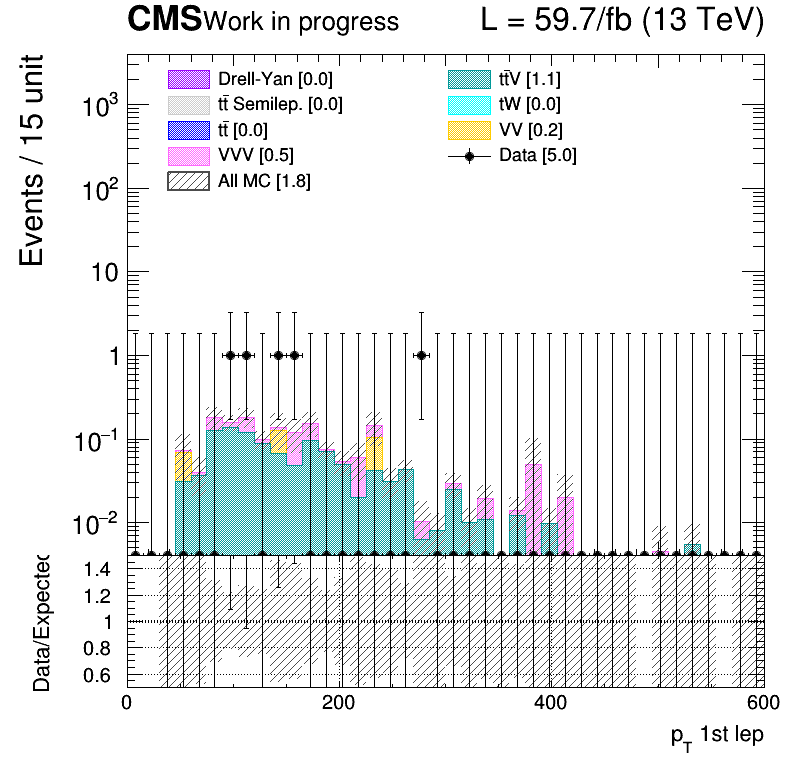 CMS Work in progress L = 59.7/fb (13 TeV)
Events / 15 unit
Drell-Yan [0.0]
tt̄ Semilep. [0.0]
tt̄ [0.0]
VVV [0.5]
All MC [1.8]
tt̄V [1.1]
tW [0.0]
VV [0.2]
Data [5.0]
10³
10²
10
1
10⁻¹
10⁻²
Data/Expected
1.4
1.2
1
0.8
0.6
0 200 400 600
p_T 1st lep